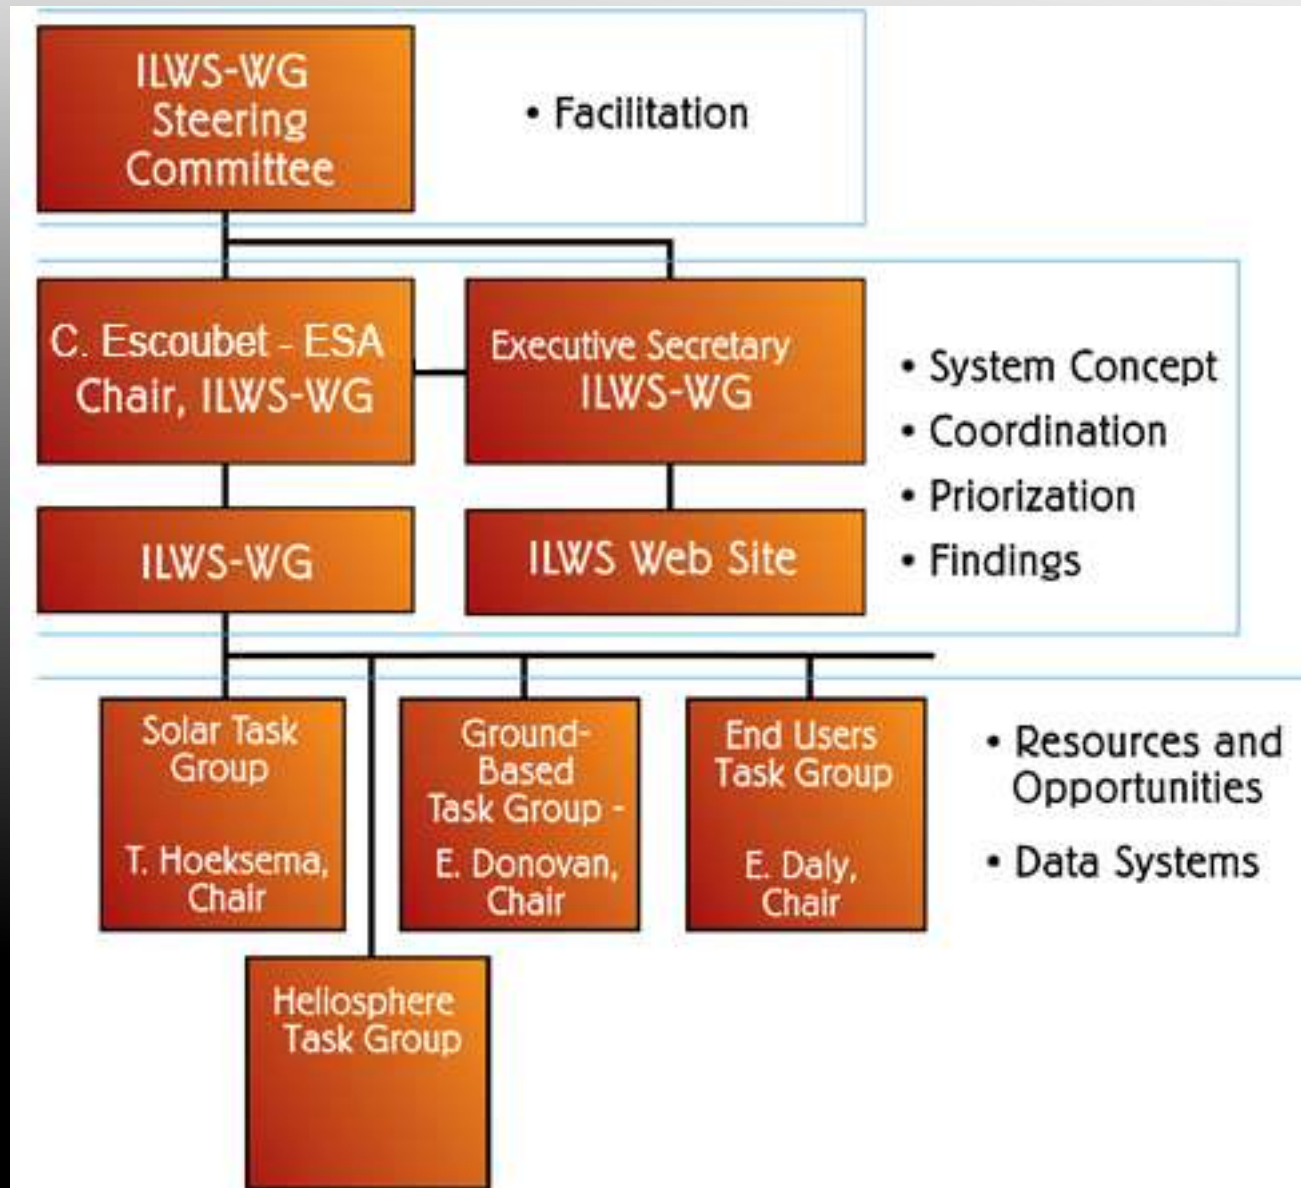 ILWS-WG
Steering
Committee
• Facilitation
C. Escoubet - ESA
Chair, ILWS-WG
Executive Secretary
ILWS-WG
• System Concept
• Coordination
• Priorization
• Findings
ILWS-WG
ILWS Web Site
Solar Task
Group
T. Hoeksema,
Chair
Ground-
Based
Task Group -
E. Donovan,
Chair
End Users
Task Group
E. Daly,
Chair
• Resources and
Opportunities
• Data Systems
Heliosphere
Task Group